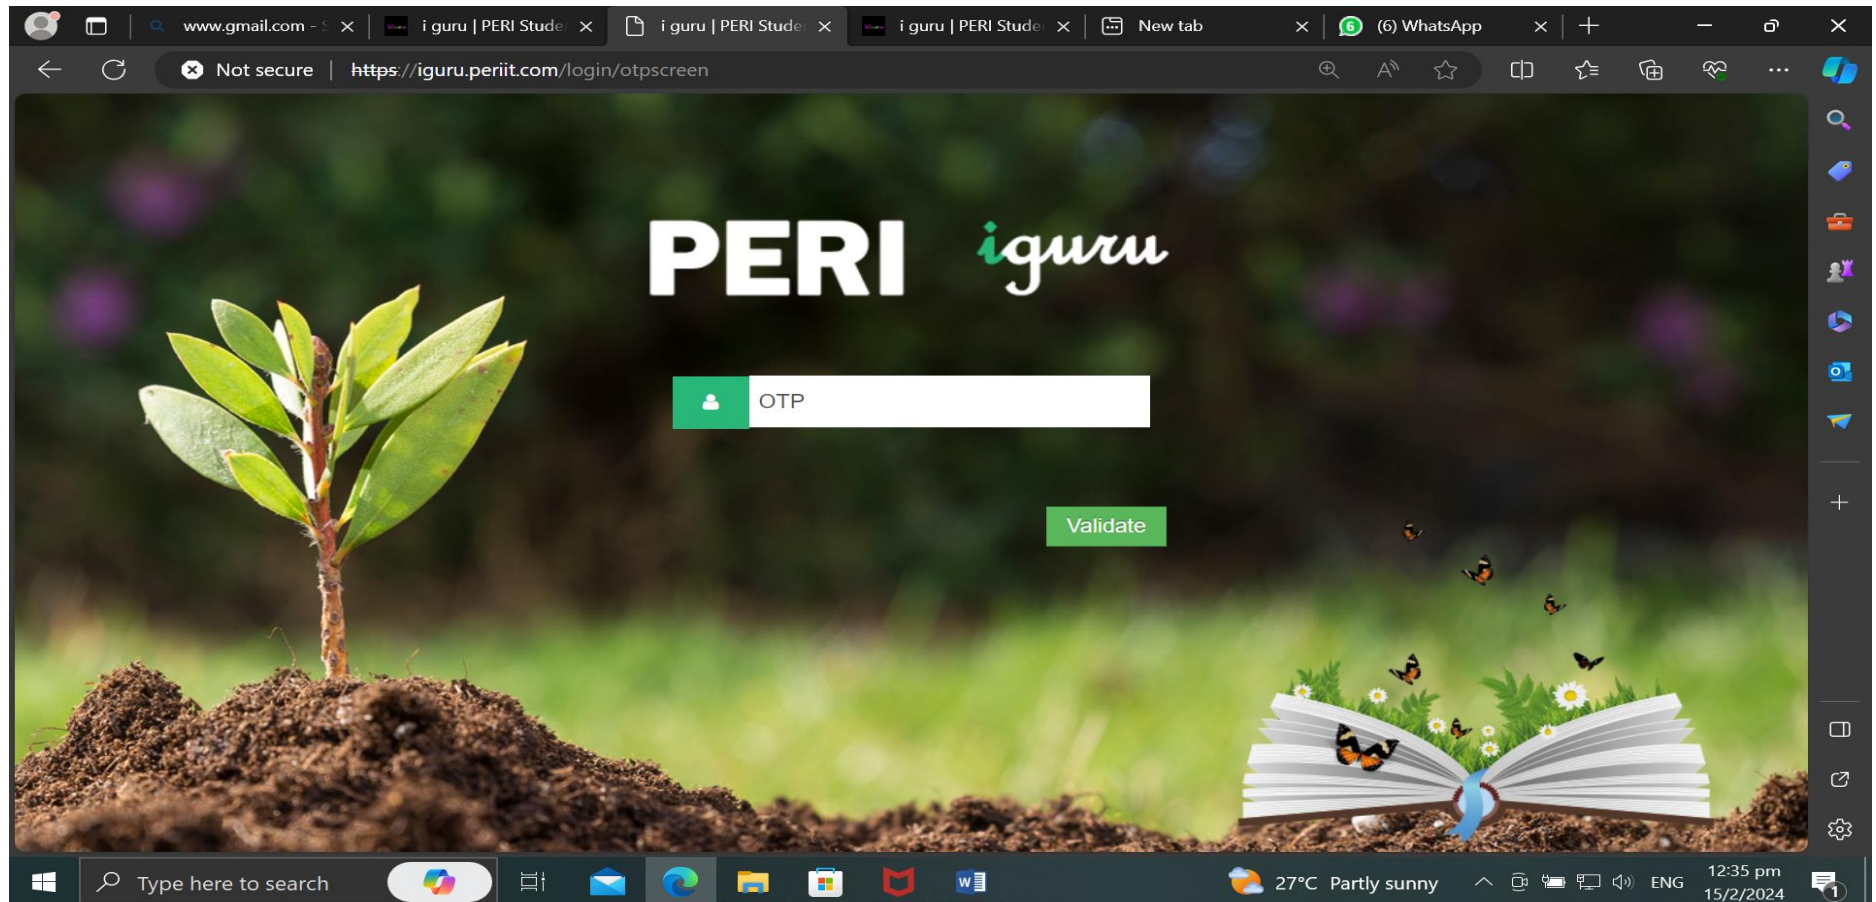 www.gmail.com - S
i guru | PERI Stude
i guru | PERI Stude
i guru | PERI Stude
New tab
6 (6) WhatsApp
Not secure | https://iguru.periit.com/login/otpscreen
PERI iguru
OTP
Validate
Type here to search
27°C Partly sunny
ENG
12:35 pm
15/2/2024
1